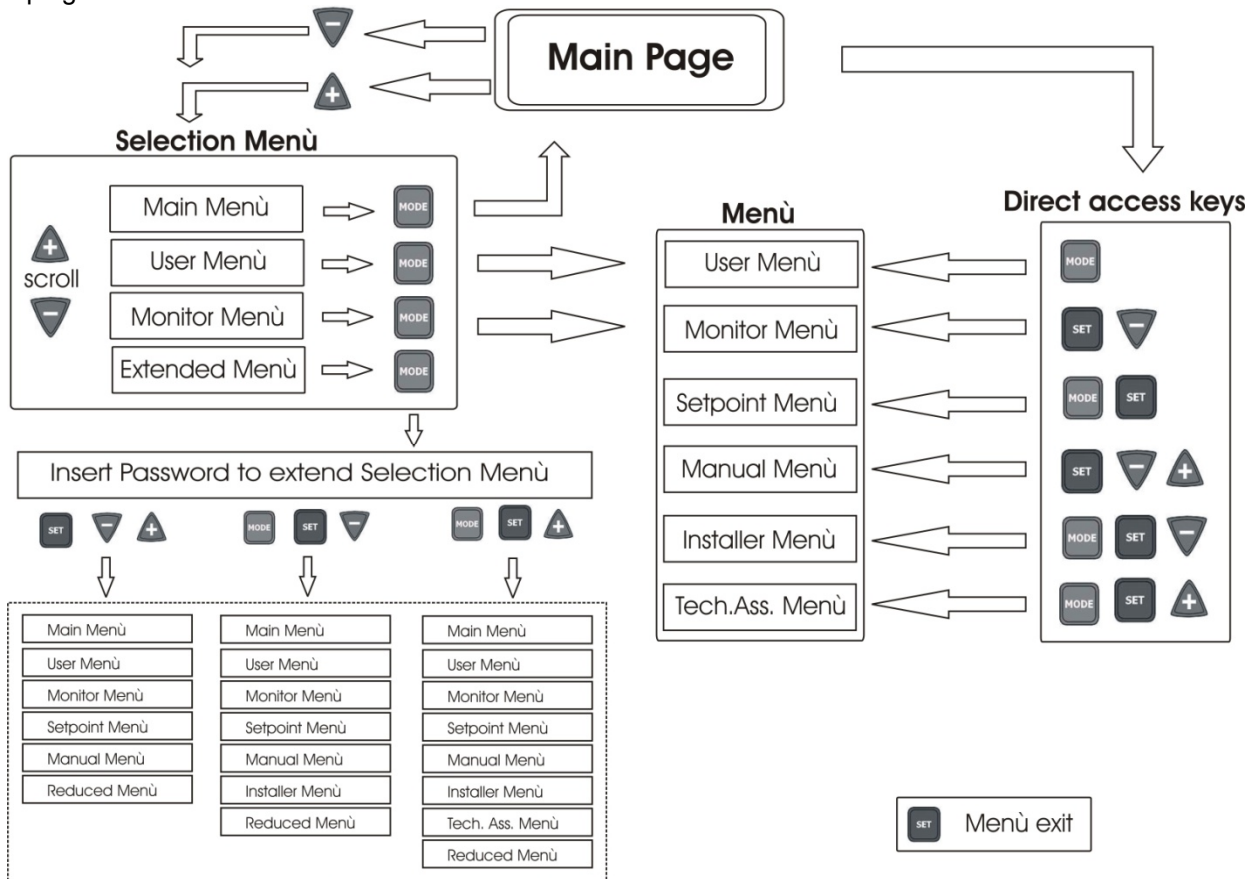 Main Page
Selection Menù
scroll
Main Menù
MODE
User Menù
MODE
Monitor Menù
MODE
Extended Menù
MODE
Insert Password to extend Selection Menù
SET
MODE SET
MODE SET
Main Menù
User Menù
Monitor Menù
Setpoint Menù
Manual Menù
Reduced Menù
Main Menù
User Menù
Monitor Menù
Setpoint Menù
Manual Menù
Installer Menù
Reduced Menù
Main Menù
User Menù
Monitor Menù
Setpoint Menù
Manual Menù
Installer Menù
Tech. Ass. Menù
Reduced Menù
Menù
User Menù
Monitor Menù
Setpoint Menù
Manual Menù
Installer Menù
Tech.Ass. Menù
Direct access keys
MODE
SET
MODE SET
SET
MODE SET
MODE SET
SET Menù exit